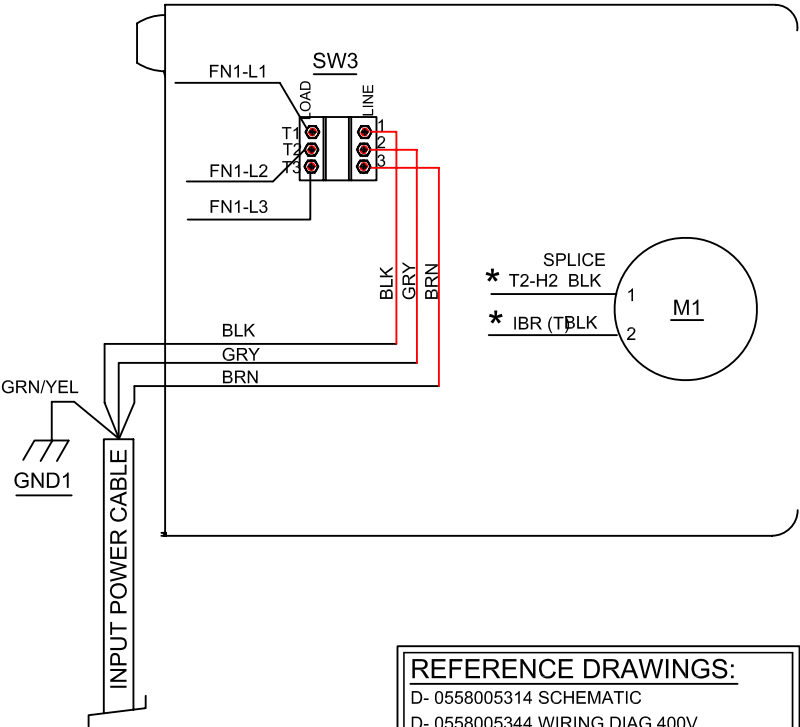 SW3
FN1-L1
LOAD
LINE
T1
1
T2
2
T3
3
FN1-L2
FN1-L3
BLK
GRY
BRN
SPLICE
* T2-H2 BLK
1
M1
* IBR (T)BLK
2
BLK
GRY
BRN
GRN/YEL
GND1
INPUT POWER CABLE
REFERENCE DRAWINGS:
D- 0558005314 SCHEMATIC
D- 0558005344 WIRING DIAG 400V